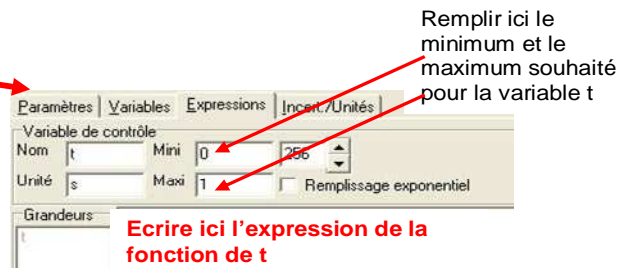 Remplir ici le
minimum et le
maximum souhaité
pour la variable t
Paramètres Variables Expressions Incert./Unités
Variable de contrôle
Nom t Mini 0 256
Unité s Maxi 1 Remplissage exponentiel
Grandeurs
t
Ecrire ici l'expression de la
fonction de t